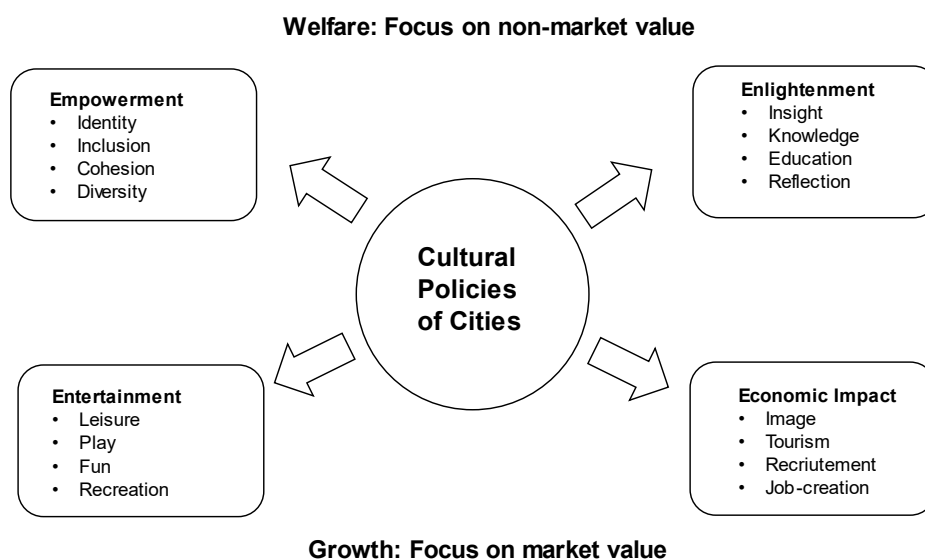 Welfare: Focus on non-market value
Empowerment
• Identity
• Inclusion
• Cohesion
• Diversity
Enlightenment
• Insight
• Knowledge
• Education
• Reflection
Cultural
Policies
of Cities
Entertainment
• Leisure
• Play
• Fun
• Recreation
Economic Impact
• Image
• Tourism
• Recriutement
• Job-creation
Growth: Focus on market value